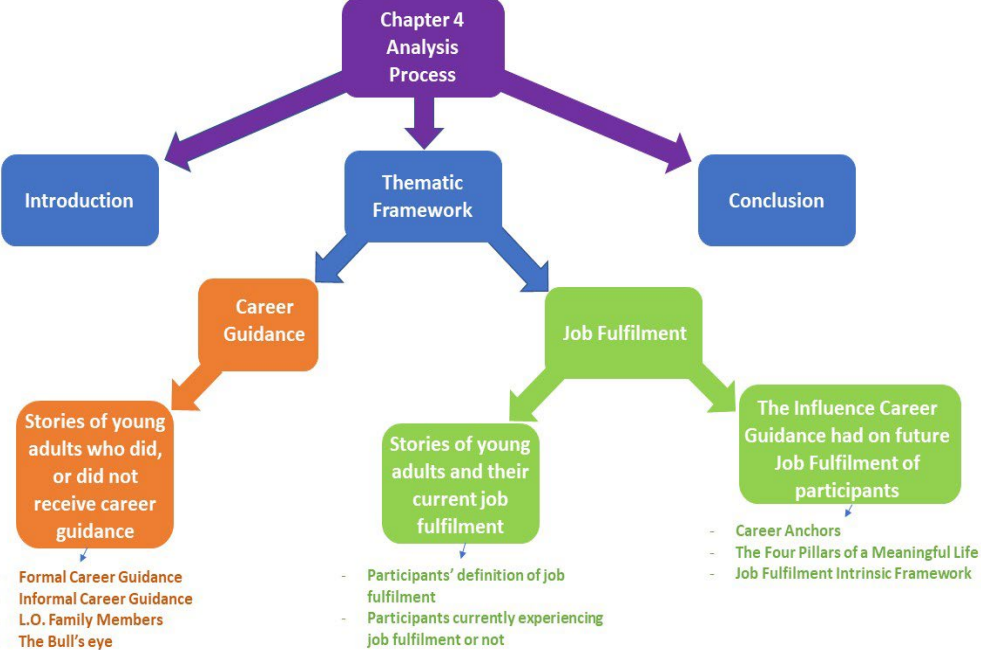 Chapter 4
Analysis
Process
Introduction
Thematic
Framework
Conclusion
Career
Guidance
Job Fulfilment
Stories of young
adults who did,
or did not
receive career
guidance
Formal Career Guidance
Informal Career Guidance
L.O. Family Members
The Bull's eye
Stories of young
adults and their
current job
fulfilment
- Participants' definition of job
fulfilment
- Participants currently experiencing
job fulfilment or not
The Influence Career
Guidance had on future
Job Fulfilment of
participants
- Career Anchors
- The Four Pillars of a Meaningful Life
- Job Fulfilment Intrinsic Framework